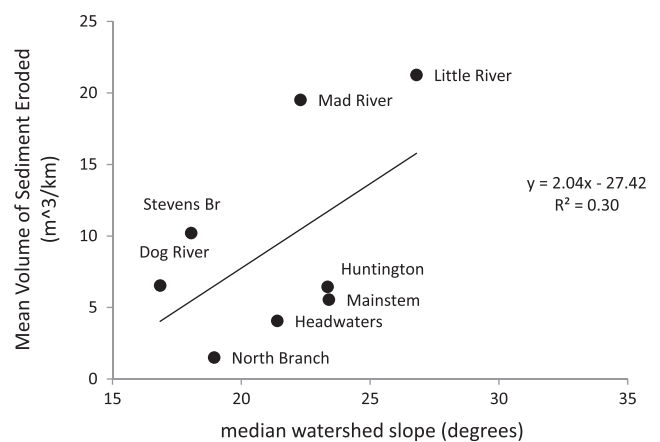 25
20
15
10
5
0
Mean Volume of Sediment Eroded
(m^3/km)
Little River
Mad River
y = 2.04x - 27.42
R² = 0.30
Stevens Br
Dog River
Huntington
Mainstem
Headwaters
North Branch
15 20 25 30 35
median watershed slope (degrees)